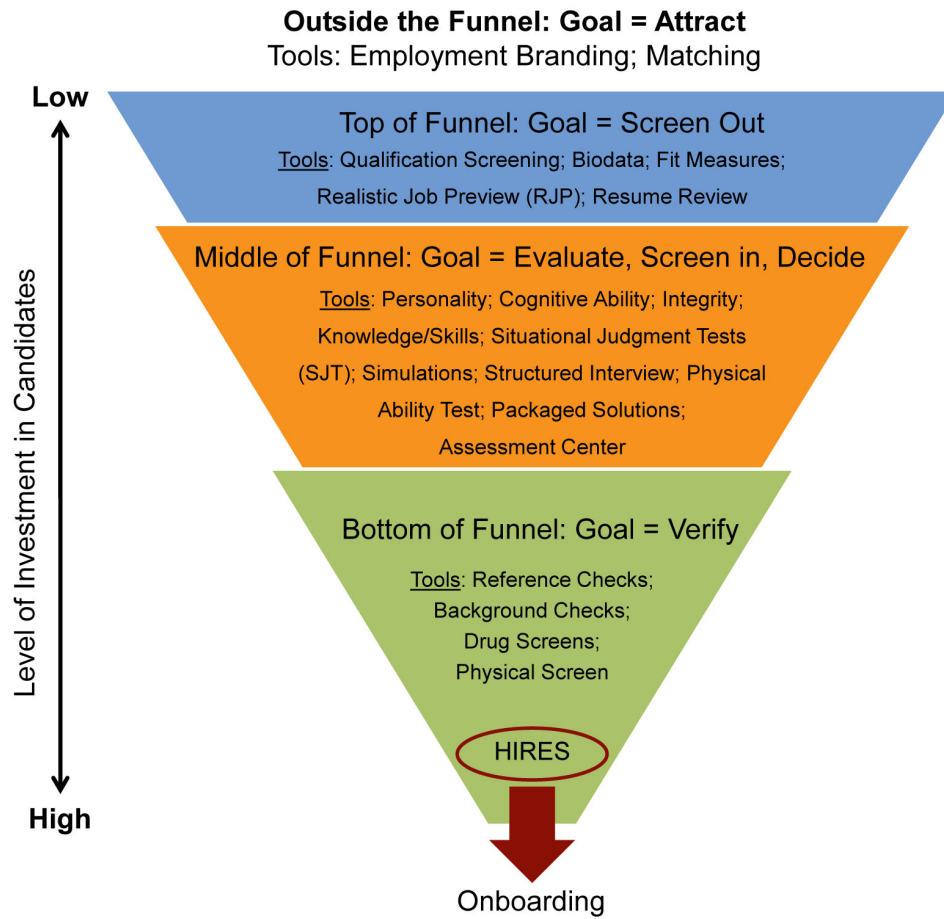 Outside the Funnel: Goal = Attract
Tools: Employment Branding; Matching
Low
Top of Funnel: Goal = Screen Out
Tools: Qualification Screening; Biodata; Fit Measures;
Realistic Job Preview (RJP); Resume Review
Middle of Funnel: Goal = Evaluate, Screen in, Decide
Tools: Personality; Cognitive Ability; Integrity;
Knowledge/Skills; Situational Judgment Tests
(SJT); Simulations; Structured Interview; Physical
Ability Test; Packaged Solutions;
Assessment Center
Level of Investment in Candidates
Bottom of Funnel: Goal = Verify
Tools: Reference Checks;
Background Checks;
Drug Screens;
Physical Screen
HIRES
High
Onboarding